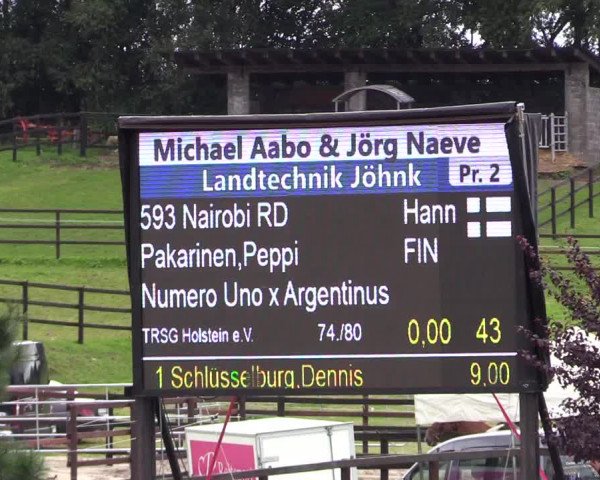 Michael Aabo & Jörg Naeve
Landtechnik Jöhnk Pr. 2
593 Nairobi RD Hann
Pakarinen,Peppi FIN
Numero Uno x Argentinus
TRSG Holstein e.V. 74./80 0,00 43
1 Schlüsselburg,Dennis 9,00